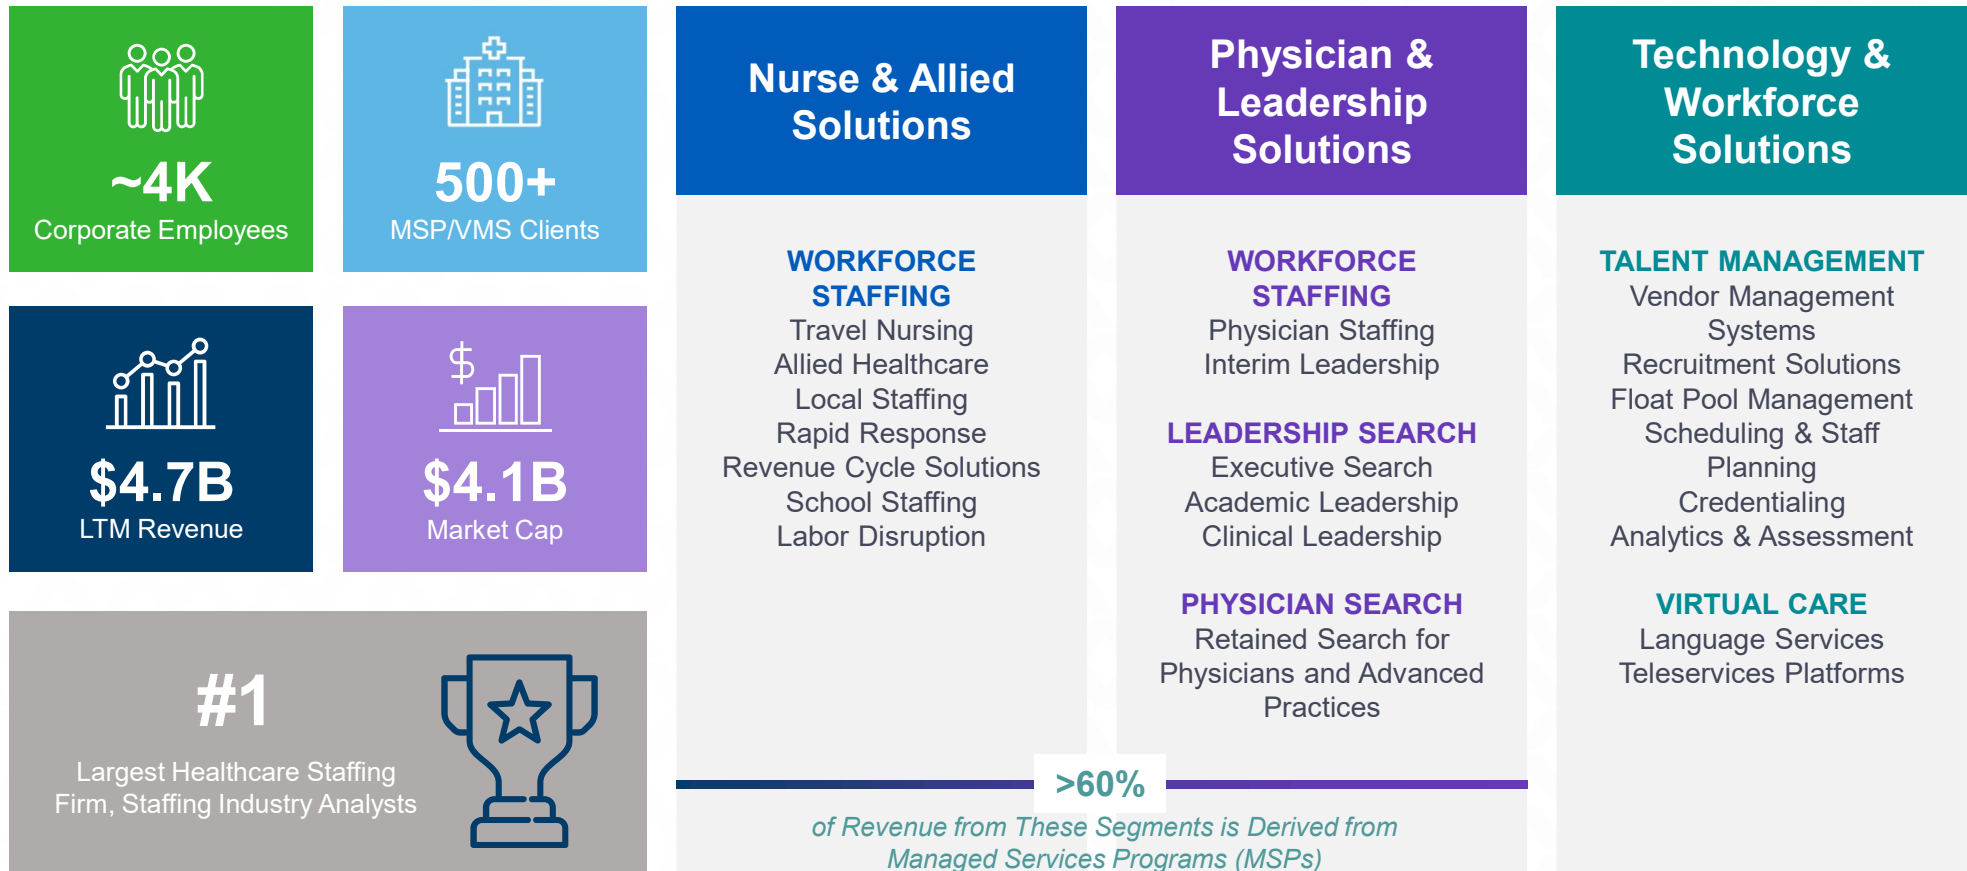 ~4K
Corporate Employees
500+
MSP/VMS Clients
$4.7B
LTM Revenue
$
$4.1B
Market Cap
#1
Largest Healthcare Staffing
Firm, Staffing Industry Analysts
Nurse & Allied
Solutions
WORKFORCE
STAFFING
Travel Nursing
Allied Healthcare
Local Staffing
Rapid Response
Revenue Cycle Solutions
School Staffing
Labor Disruption
Physician &
Leadership
Solutions
WORKFORCE
STAFFING
Physician Staffing
Interim Leadership
LEADERSHIP SEARCH
Executive Search
Academic Leadership
Clinical Leadership
PHYSICIAN SEARCH
Retained Search for
Physicians and Advanced
Practices
>60%
of Revenue from These Segments is Derived from
Managed Services Programs (MSPs)
Technology &
Workforce
Solutions
TALENT MANAGEMENT
Vendor Management
Systems
Recruitment Solutions
Float Pool Management
Scheduling & Staff
Planning
Credentialing
Analytics & Assessment
VIRTUAL CARE
Language Services
Teleservices Platforms